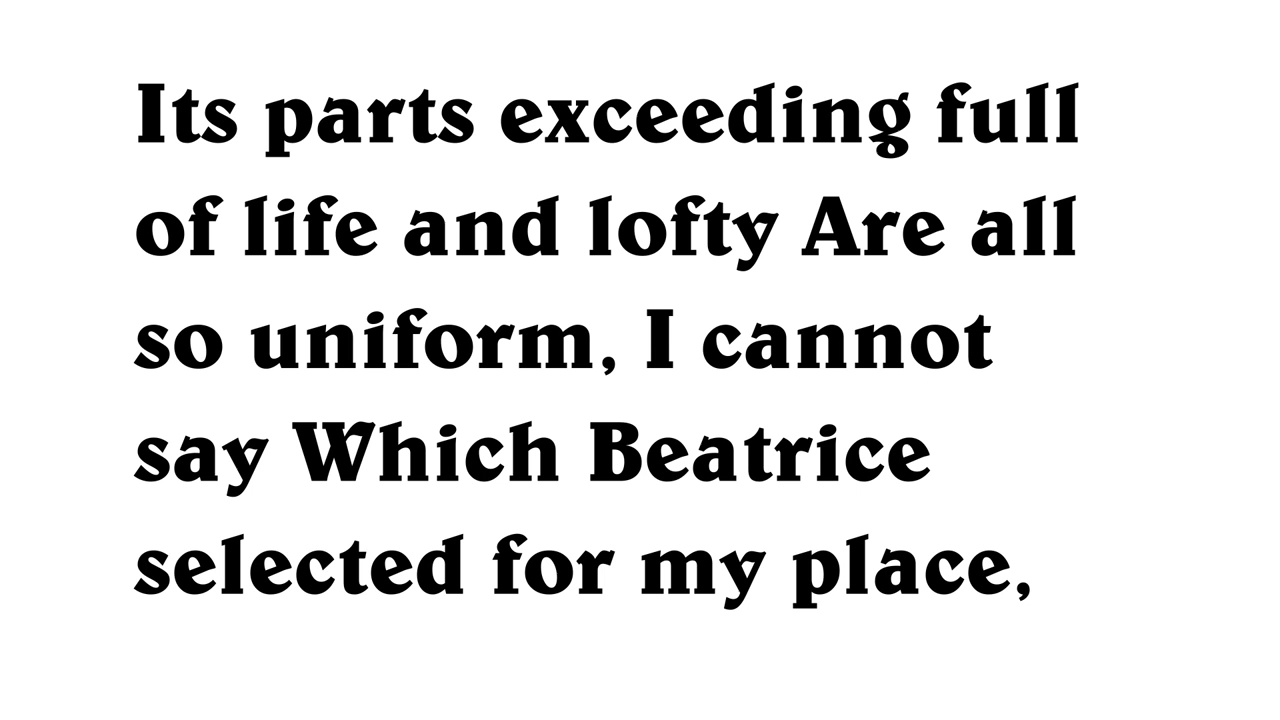 Its parts exceeding full
of life and lofty Are all
so uniform, I cannot
say Which Beatrice
selected for my place,